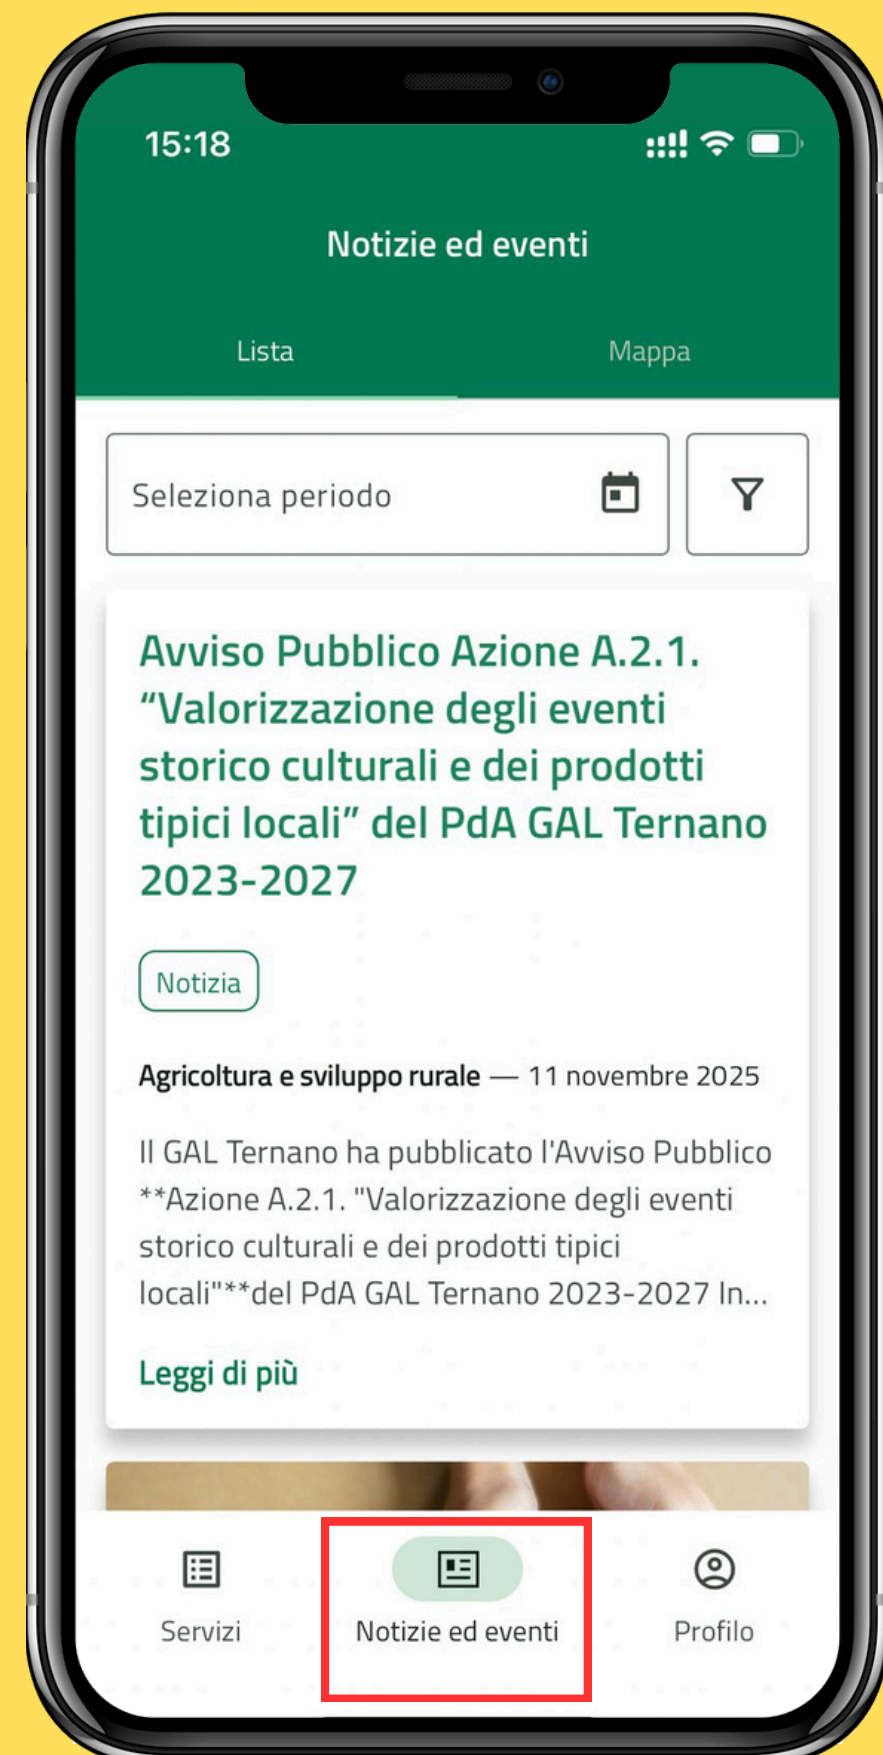 15:18
Notizie ed eventi
Lista
Mappa
Seleziona periodo
Avviso Pubblico Azione A.2.1.
“Valorizzazione degli eventi
storico culturali e dei prodotti
tipici locali” del PdA GAL Ternano
2023-2027
Notizia
Agricoltura e sviluppo rurale — 11 novembre 2025
Il GAL Ternano ha pubblicato l'Avviso Pubblico
**Azione A.2.1. "Valorizzazione degli eventi
storico culturali e dei prodotti tipici
locali"**del PdA GAL Ternano 2023-2027 In...
Leggi di più
Servizi
Notizie ed eventi
Profilo